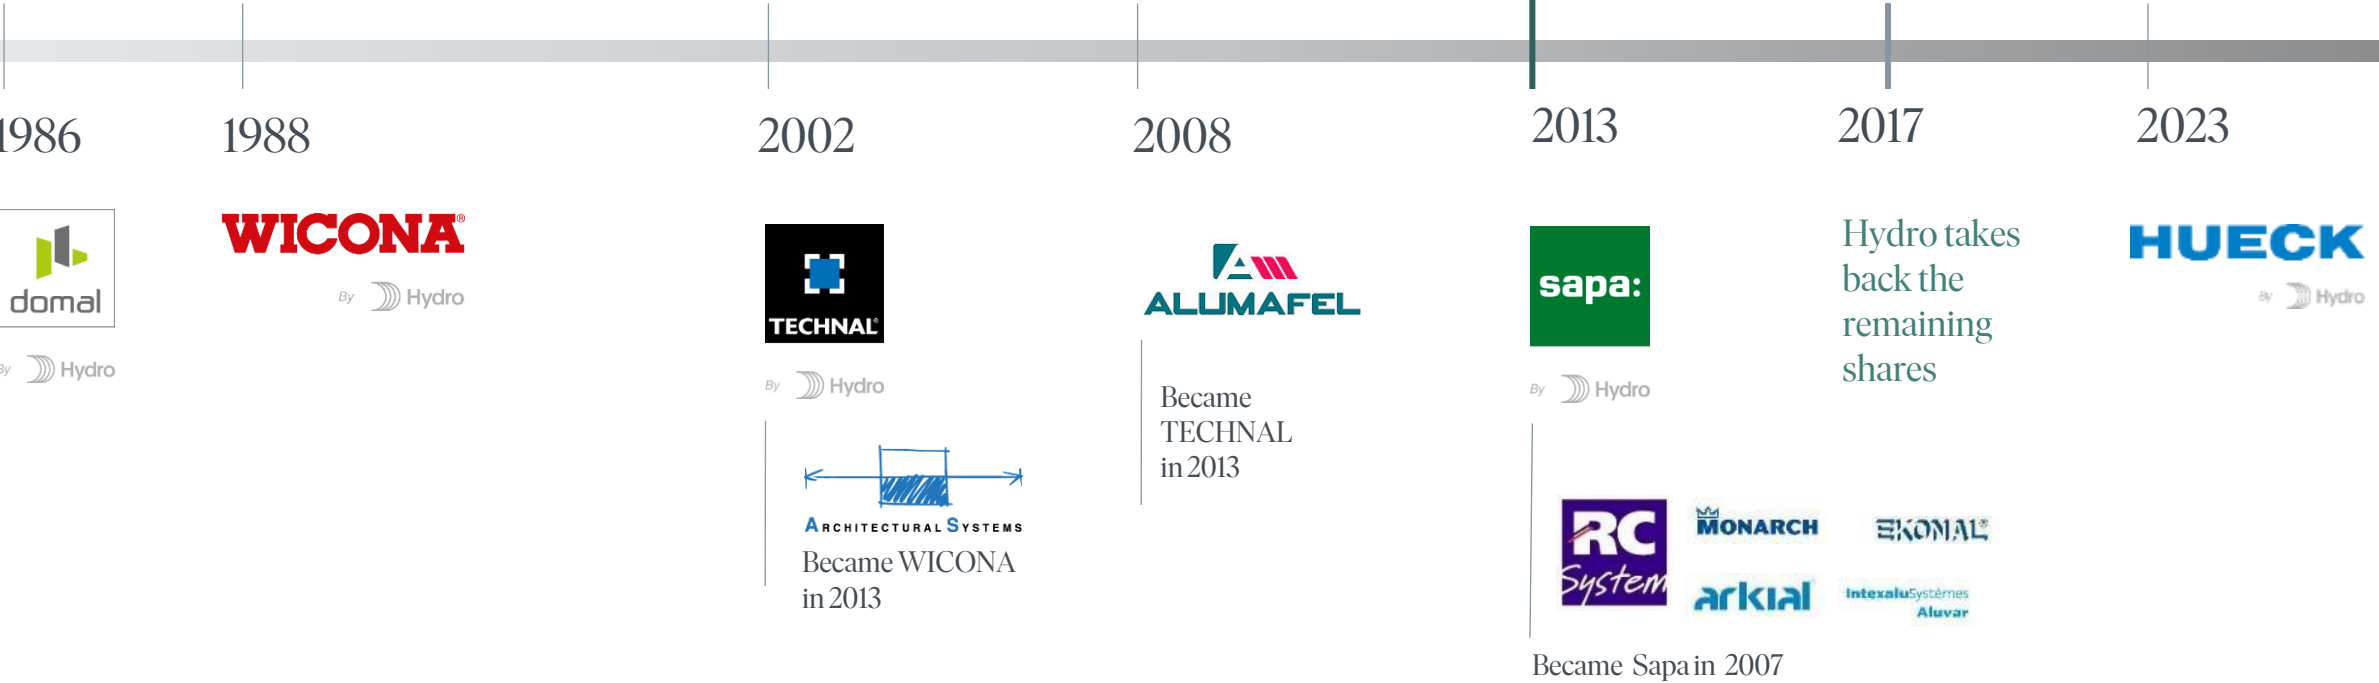 1986
1988
2002
2008
2013
2017
2023
domal
By Hydro
WICONA®
By Hydro
TECHNAL®
By Hydro
ARCHITECTURAL SYSTEMS
Became WICONA
in 2013
ALUMAFEL
Became
TECHNAL
in 2013
sapa:
By Hydro
RC
System
MONARCH
EKONAL®
arkial
IntexaluSystèmes
Aluvar
Became Sapa in 2007
Hydro takes
back the
remaining
shares
HUECK
By Hydro